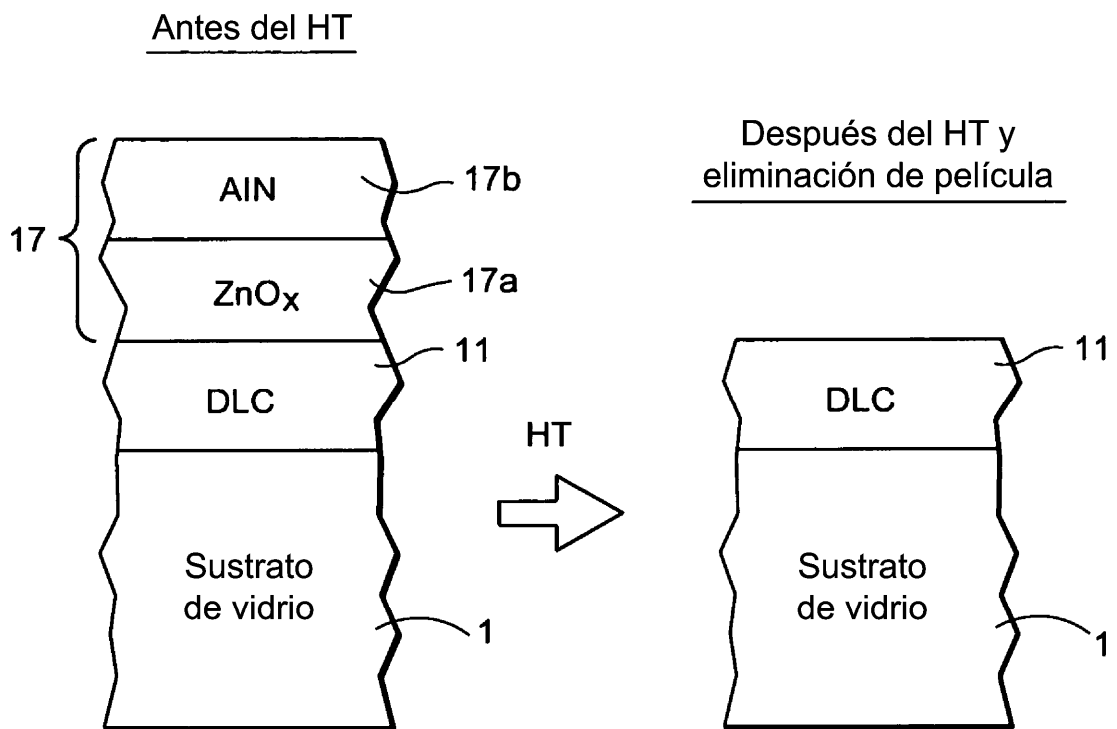 Antes del HT
AlN
17b
17
ZnOx
17a
11
DLC
Sustrato
de vidrio
1
HT
Después del HT y
eliminación de película
11
DLC
Sustrato
de vidrio
1